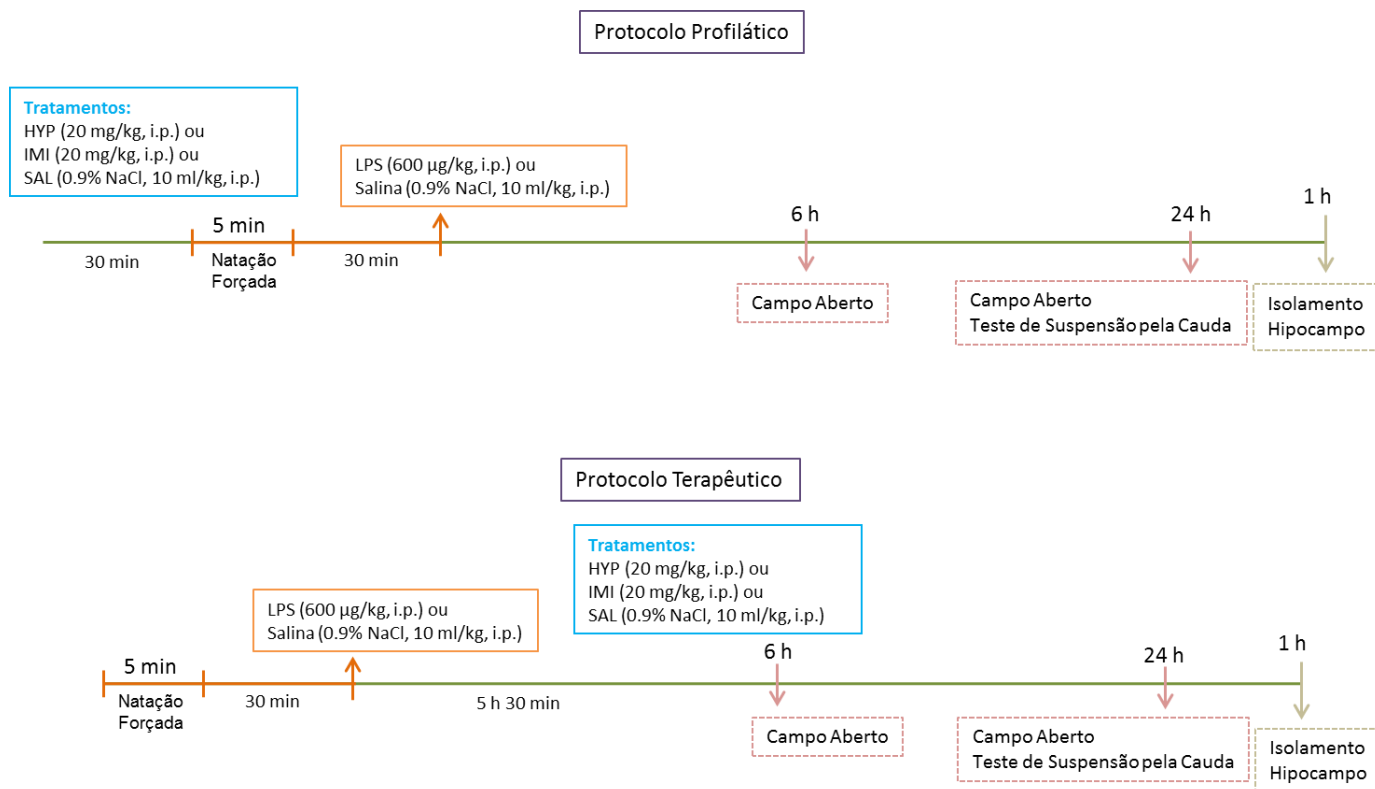 Protocolo Profilático
Tratamentos:
HYP (20 mg/kg, i.p.) ou
IMI (20 mg/kg, i.p.) ou
SAL (0.9% NaCl, 10 ml/kg, i.p.)
LPS (600 µg/kg, i.p.) ou
Salina (0.9% NaCl, 10 ml/kg, i.p.)
5 min
6 h
24 h
1 h
30 min
Natação
Forçada
30 min
Campo Aberto
Campo Aberto
Teste de Suspensão pela Cauda
Isolamento
Hipocampo
Protocolo Terapêutico
Tratamentos:
HYP (20 mg/kg, i.p.) ou
IMI (20 mg/kg, i.p.) ou
SAL (0.9% NaCl, 10 ml/kg, i.p.)
LPS (600 µg/kg, i.p.) ou
Salina (0.9% NaCl, 10 ml/kg, i.p.)
5 min
6 h
24 h
1 h
Natação
Forçada
30 min
5 h 30 min
Campo Aberto
Campo Aberto
Teste de Suspensão pela Cauda
Isolamento
Hipocampo